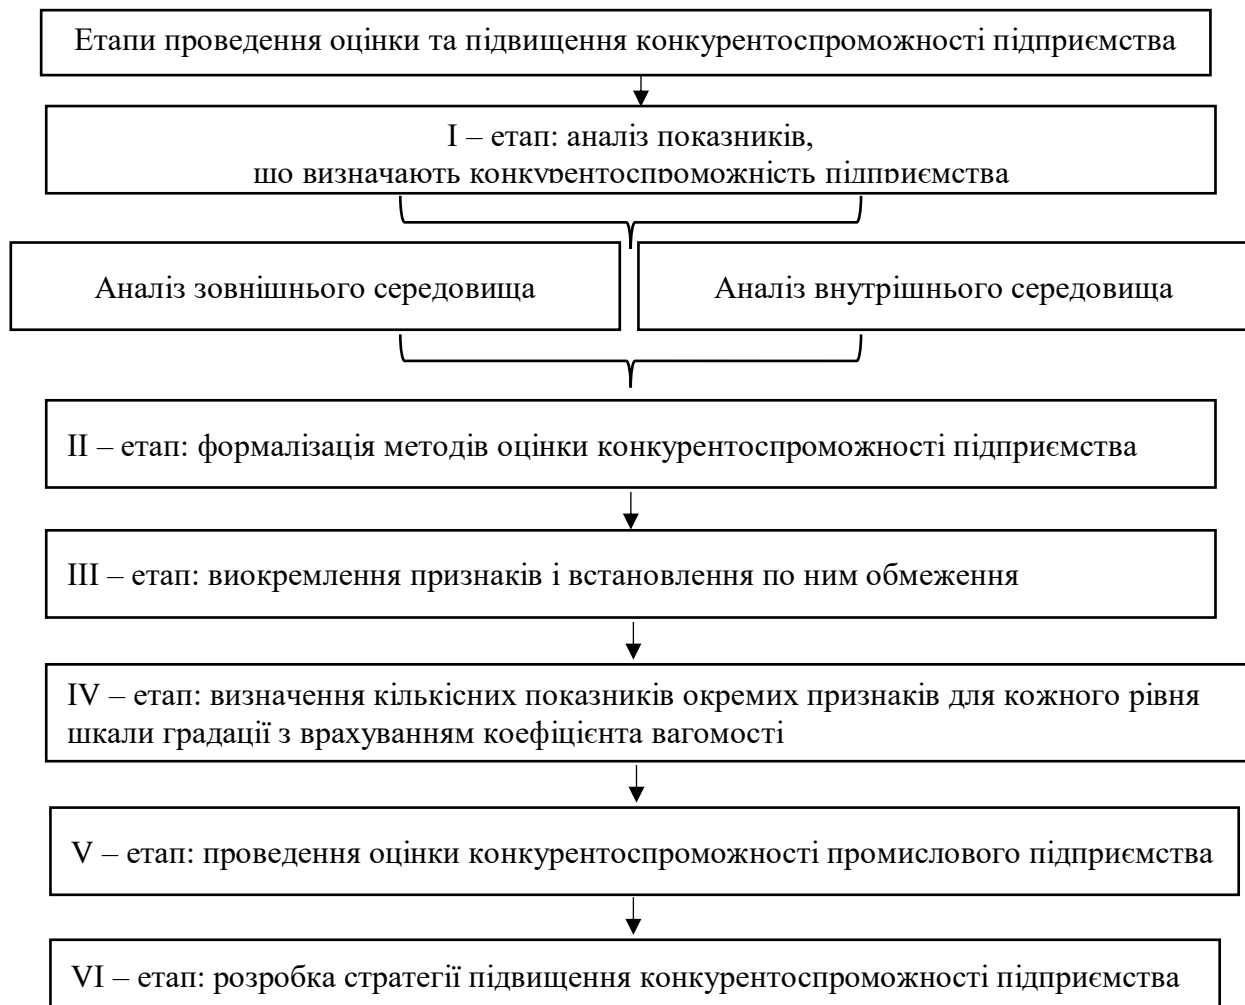 Етапи проведення оцінки та підвищення конкурентоспроможності підприємства
І – етап: аналіз показників,
що визначають конкурентоспроможність підприємства
Аналіз зовнішнього середовища
Аналіз внутрішнього середовища
ІІ – етап: формалізація методів оцінки конкурентоспроможності підприємства
ІІІ – етап: виокремлення признаків і встановлення по ним обмеження
IV – етап: визначення кількісних показників окремих признаків для кожного рівня
шкали градації з врахуванням коефіцієнта вагомості
V – етап: проведення оцінки конкурентоспроможності промислового підприємства
VI – етап: розробка стратегії підвищення конкурентоспроможності підприємства